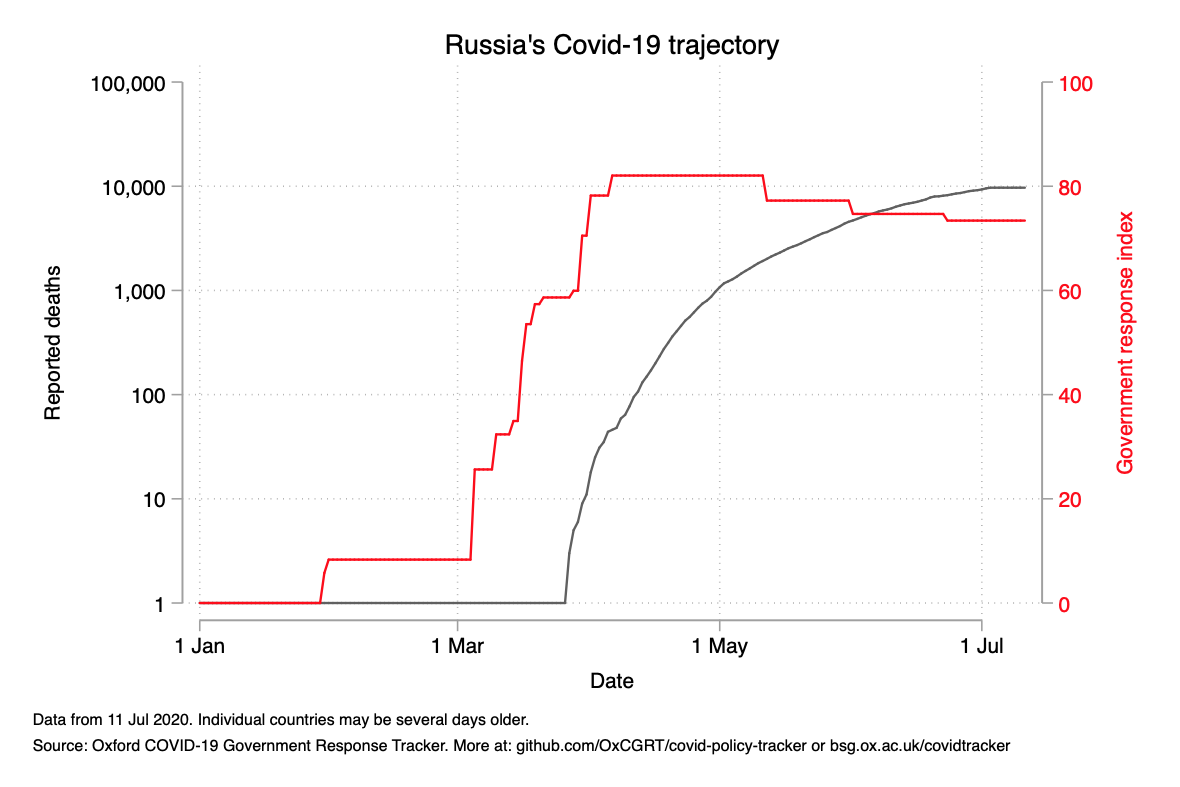 Russia's Covid-19 trajectory
100,000
10,000
1,000
100
10
1
Reported deaths
100
80
60
40
20
0
Government response index
1 Jan
1 Mar
1 May
1 Jul
Date
Data from 11 Jul 2020. Individual countries may be several days older.
Source: Oxford COVID-19 Government Response Tracker. More at: github.com/OxCGRT/covid-policy-tracker or bsg.ox.ac.uk/covidtracker